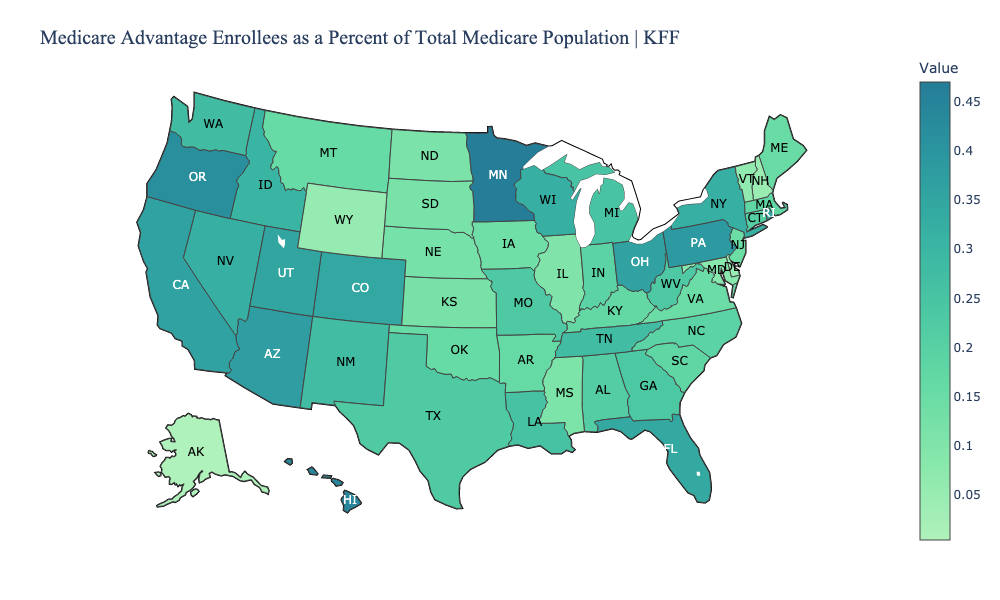 Medicare Advantage Enrollees as a Percent of Total Medicare Population | KFF
Value
0.45
0.4
0.35
0.3
0.25
0.2
0.15
0.1
0.05
WA
MT
ND
MN
ME
OR
ID
SD
WI
MI
NY
VT
NH
MA
RI
CT
WY
IA
PA
NJ
NV
UT
CO
NE
IL
IN
OH
MD
DE
CA
KS
MO
KY
WV
VA
AZ
NM
OK
AR
TN
NC
SC
TX
LA
MS
AL
GA
FL
AK
HI